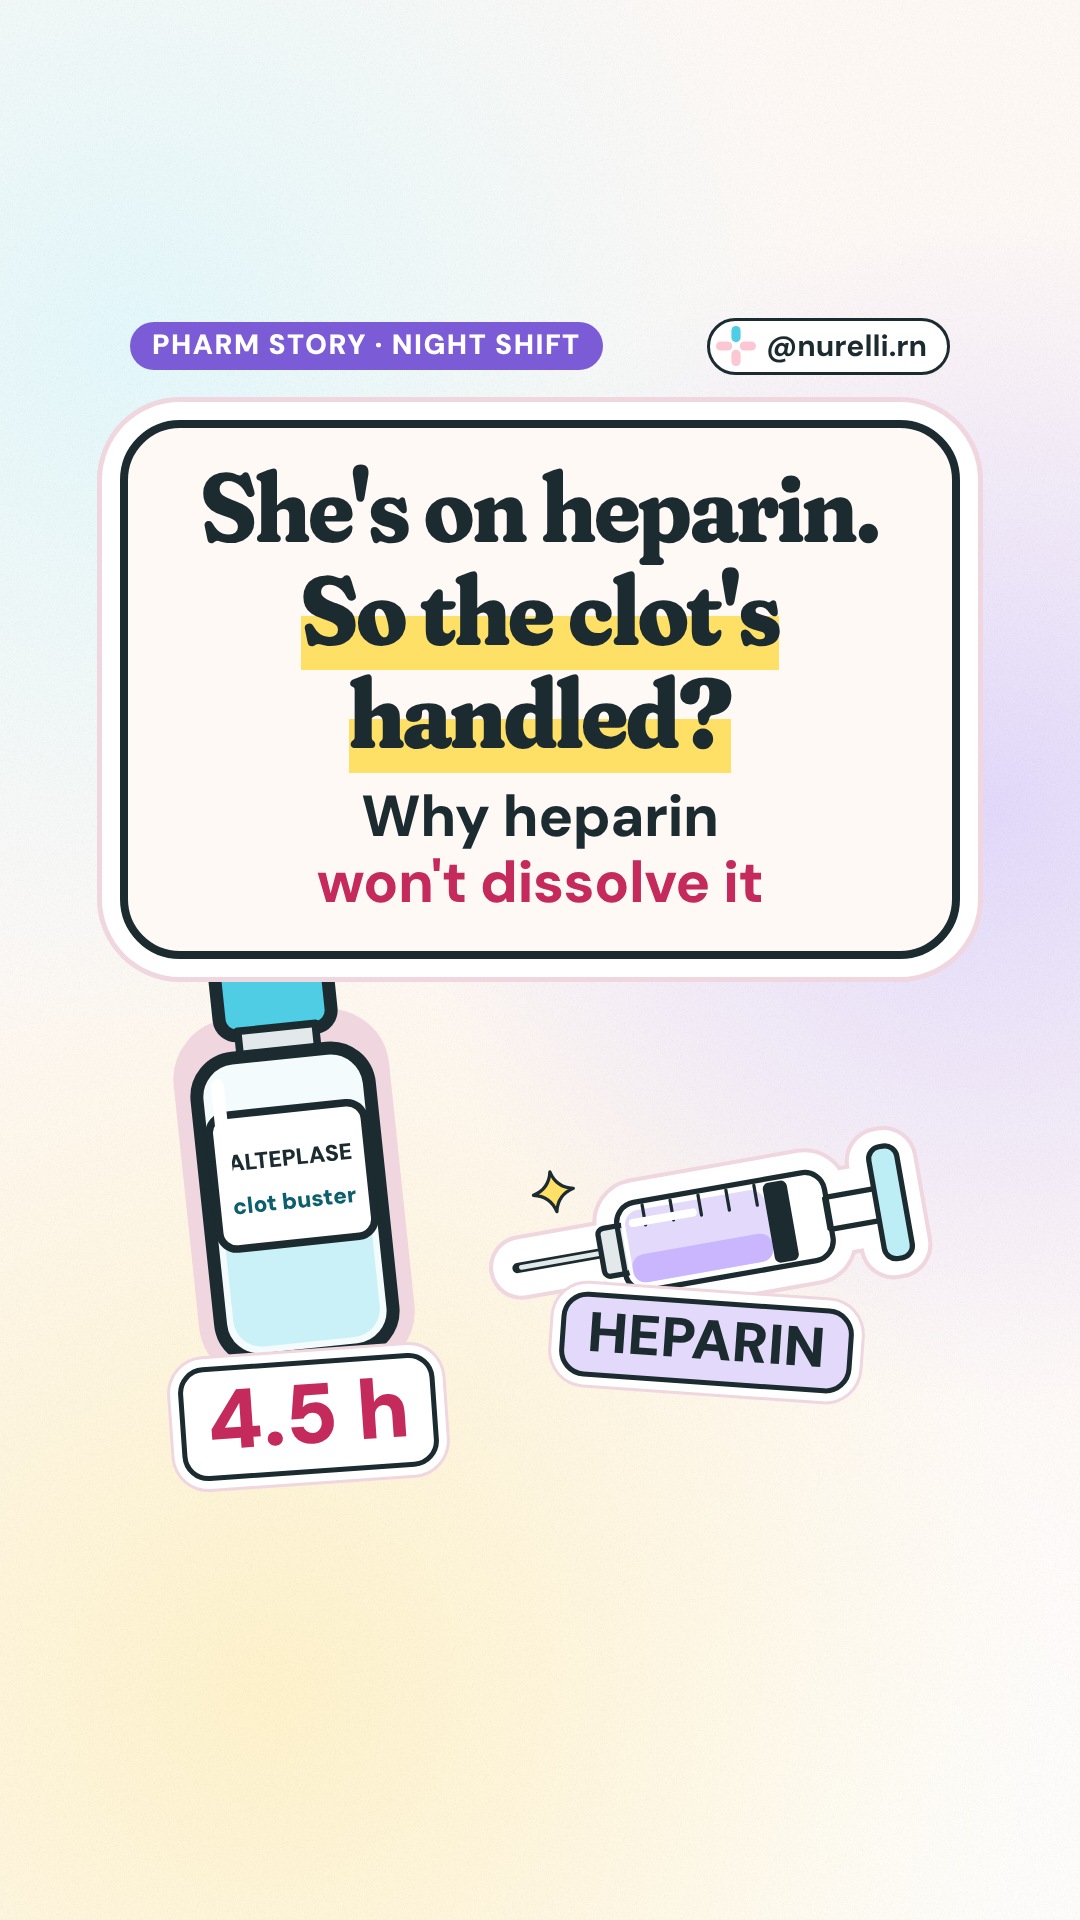 PHARM STORY · NIGHT SHIFT
@nurelli.rn
She's on heparin.
So the clot's
handled?
Why heparin
won't dissolve it
ALTEPLASE
clot buster
4.5 h
HEPARIN